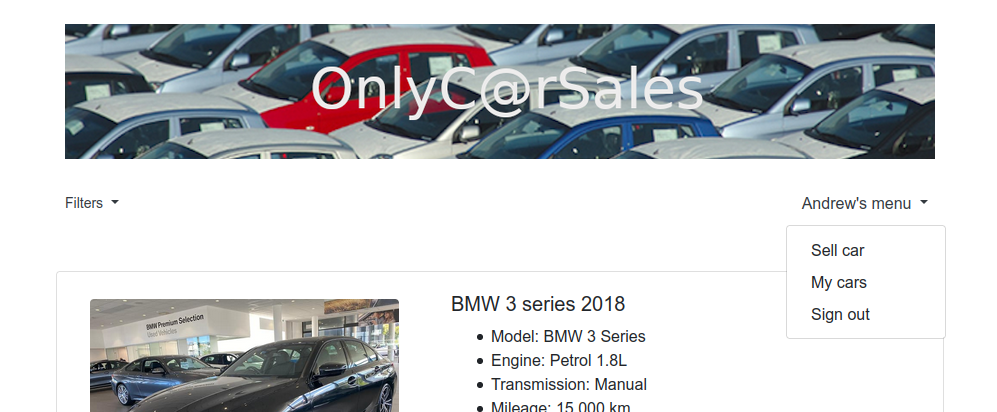 OnlyC@rSales
Filters
Andrew's menu
Sell car
My cars
Sign out
BMW Premium Selection
Used Vehicles
BMW 3 series 2018
Model: BMW 3 Series
Engine: Petrol 1.8L
Transmission: Manual
Mileage: 15 000 km